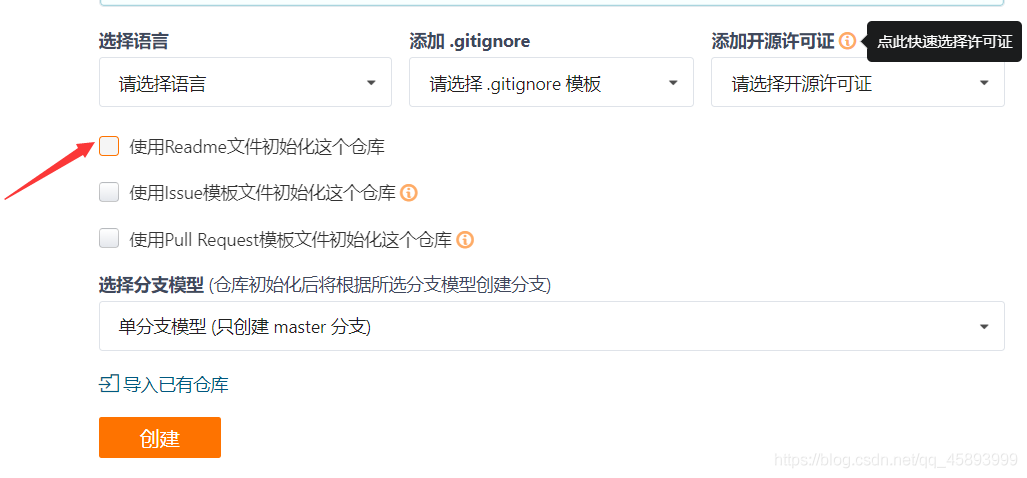 选择语言 添加 .gitignore 添加开源许可证 点此快速选择许可证
请选择语言 请选择 .gitignore 模板 请选择开源许可证
使用Readme文件初始化这个仓库
使用Issue模板文件初始化这个仓库
使用Pull Request模板文件初始化这个仓库
选择分支模型 (仓库初始化后将根据所选分支模型创建分支)
单分支模型 (只创建 master 分支)
导入已有仓库
创建
https://blog.csdn.net/qq_45893999